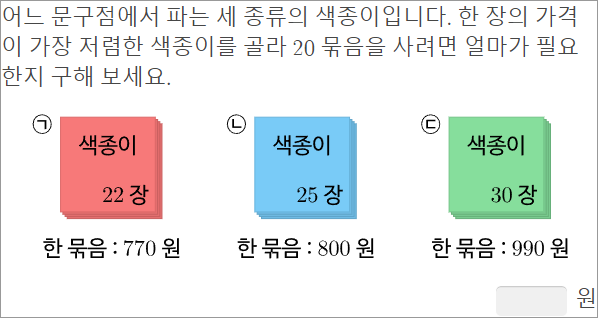 어느 문구점에서 파는 세 종류의 색종이입니다. 한 장의 가격
이 가장 저렴한 색종이를 골라 20 묶음을 사려면 얼마가 필요
한지 구해 보세요.
㉠ 색종이 22 장
㉡ 색종이 25 장
㉢ 색종이 30 장
한 묶음 : 770 원
한 묶음 : 800 원
한 묶음 : 990 원
원